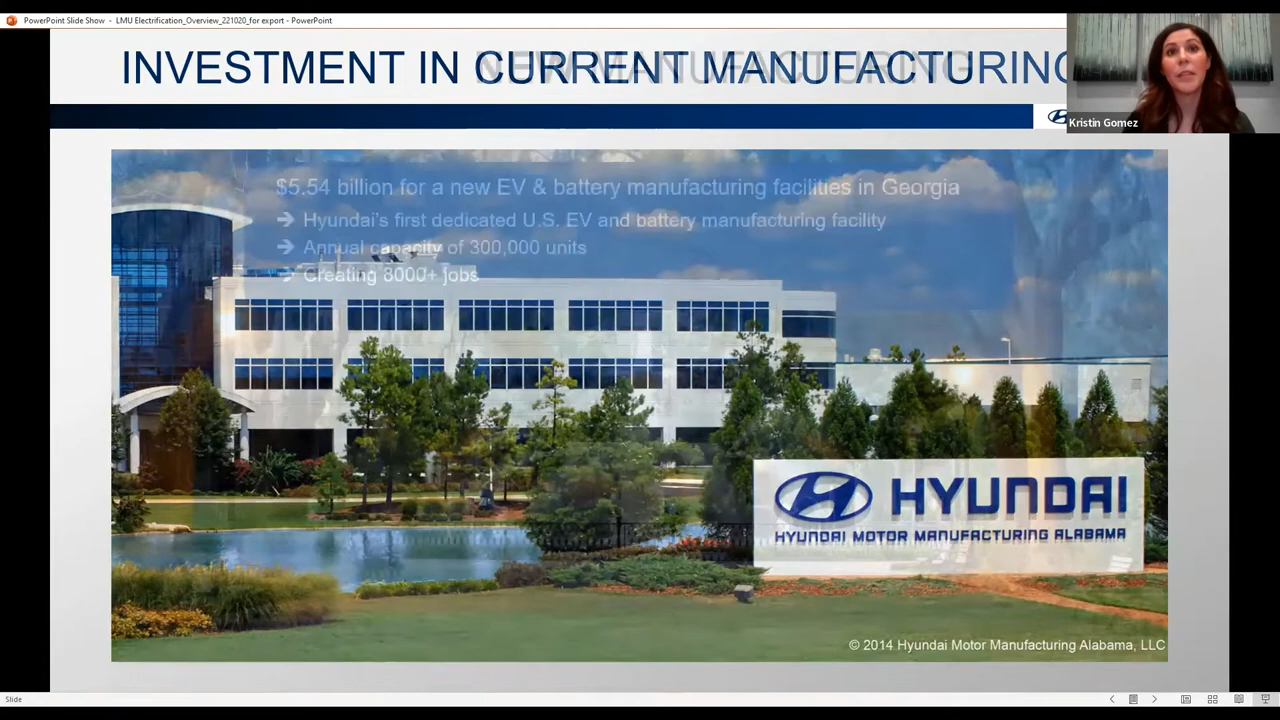 PowerPoint Slide Show - LMU Electrification_Overview_221020_for export - PowerPoint
INVESTMENT IN CURRENT MANUFACTURING
NEW MANUFACTURING
Kristin Gomez
$5.54 billion for a new EV & battery manufacturing facilities in Georgia
→ Hyundai's first dedicated U.S. EV and battery manufacturing facility
→ Annual capacity of 300,000 units
→ Creating 8000+ jobs
HYUNDAI
HYUNDAI MOTOR MANUFACTURING ALABAMA
© 2014 Hyundai Motor Manufacturing Alabama, LLC
Slide